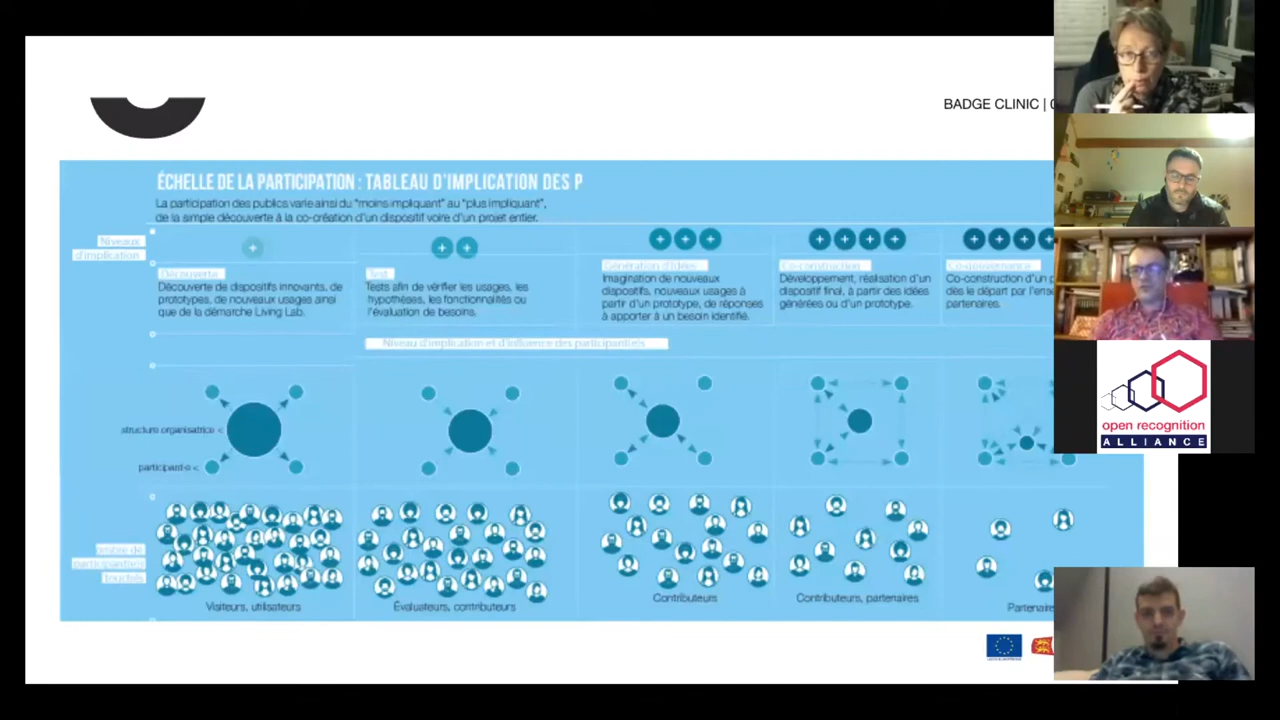 BADGE CLINIC |
ÉCHELLE DE LA PARTICIPATION : TABLEAU D'IMPLICATION DES P
La participation des publics varie ainsi du "moins impliquant" au "plus impliquant",
de la simple découverte à la co-création d'un dispositif voire d'un projet entier.
Niveaux
d'implication
Découverte
Découverte de dispositifs innovants, de
prototypes, de nouveaux usages ainsi
que de la démarche Living Lab.
Test
Tests afin de vérifier les usages, les
hypothèses, les fonctionnalités ou
l'évaluation de besoins.
Génération d'idées
Imagination de nouveaux
dispositifs, nouveaux usages à
partir d'un prototype, de réponses
à apporter à un besoin identifié.
Co-construction
Développement, réalisation d'un
dispositif final, à partir des idées
générées ou d'un prototype.
Co-gouvernance
Co-construction d'un
dès le départ par l'ense
partenaires.
Niveau d'implication et d'influence des participant·e·s
structure organisatrice <
participant·e <
participant·e·s
touchés
Visiteurs, utilisateurs
Évaluateurs, contributeurs
Contributeurs
Contributeurs, partenaires
Partenaire
open recognition
ALLIANCE